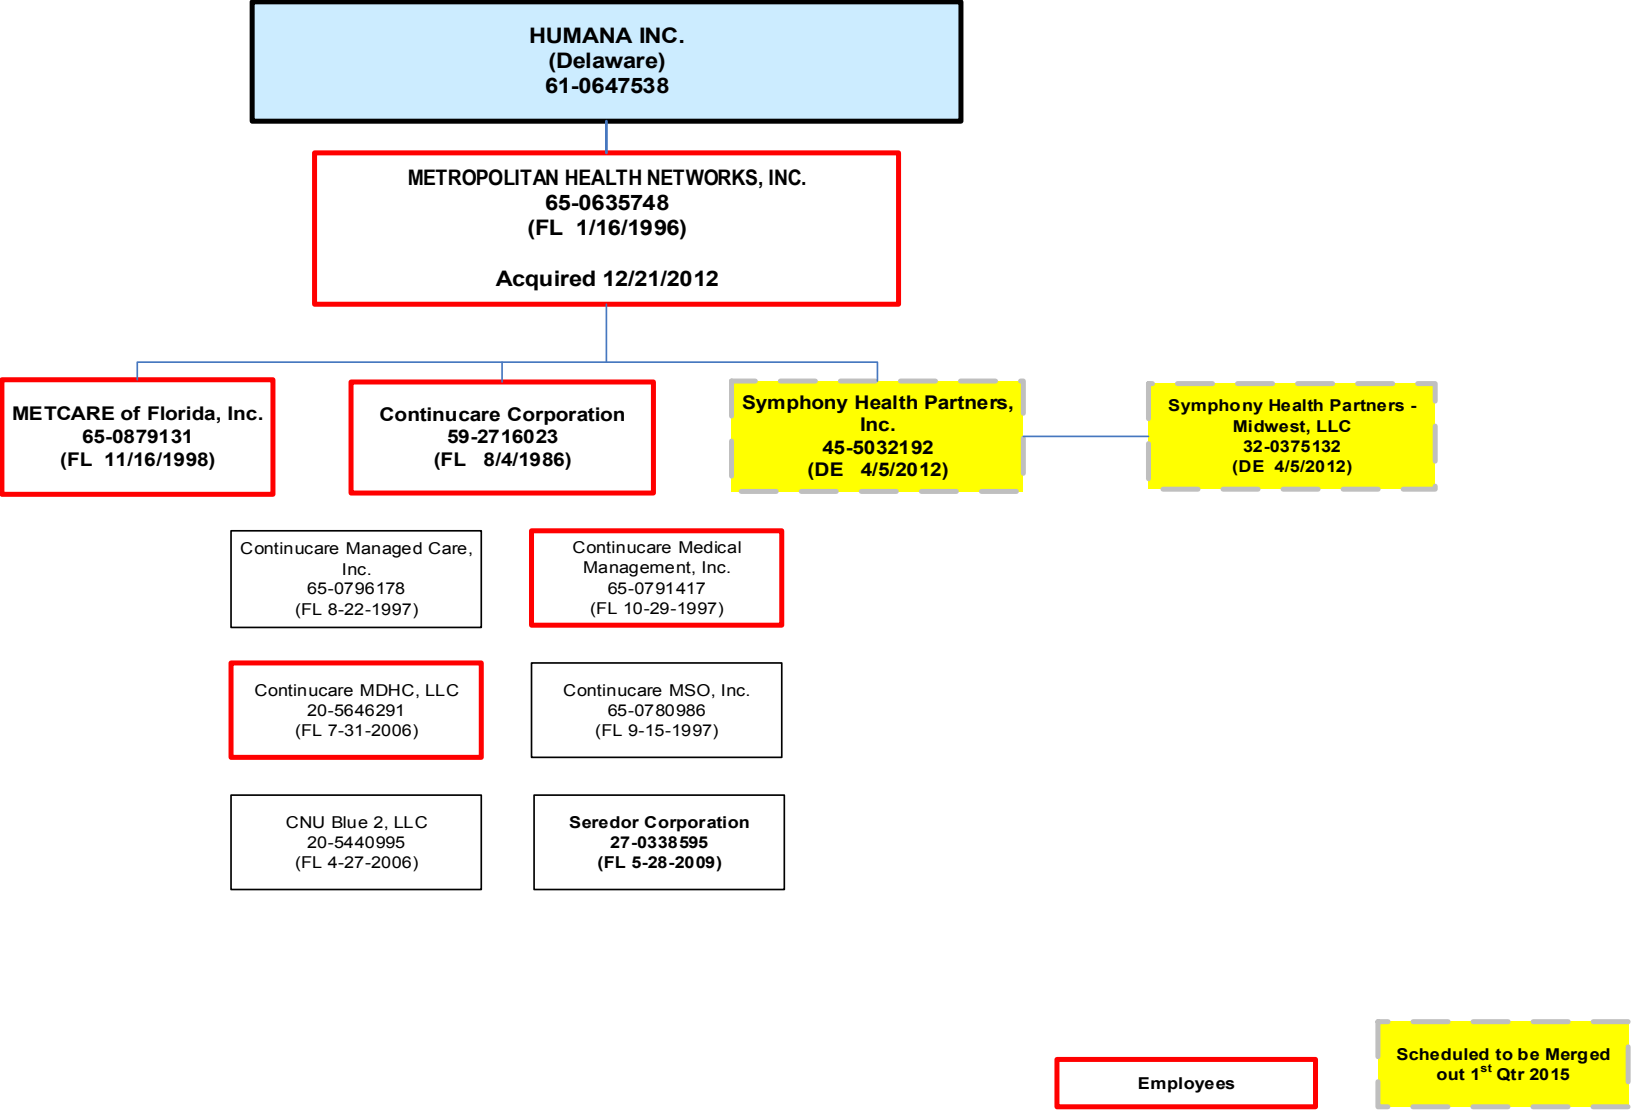 HUMANA INC.
(Delaware)
61-0647538
METROPOLITAN HEALTH NETWORKS, INC.
65-0635748
(FL 1/16/1996)
Acquired 12/21/2012
METCARE of Florida, Inc.
65-0879131
(FL 11/16/1998)
Continucare Corporation
59-2716023
(FL 8/4/1986)
Symphony Health Partners,
Inc.
45-5032192
(DE 4/5/2012)
Symphony Health Partners -
Midwest, LLC
32-0375132
(DE 4/5/2012)
Continucare Managed Care,
Inc.
65-0796178
(FL 8-22-1997)
Continucare Medical
Management, Inc.
65-0791417
(FL 10-29-1997)
Continucare MDHC, LLC
20-5646291
(FL 7-31-2006)
Continucare MSO, Inc.
65-0780986
(FL 9-15-1997)
CNU Blue 2, LLC
20-5440995
(FL 4-27-2006)
Seredor Corporation
27-0338595
(FL 5-28-2009)
Employees
Scheduled to be Merged
out 1st Qtr 2015